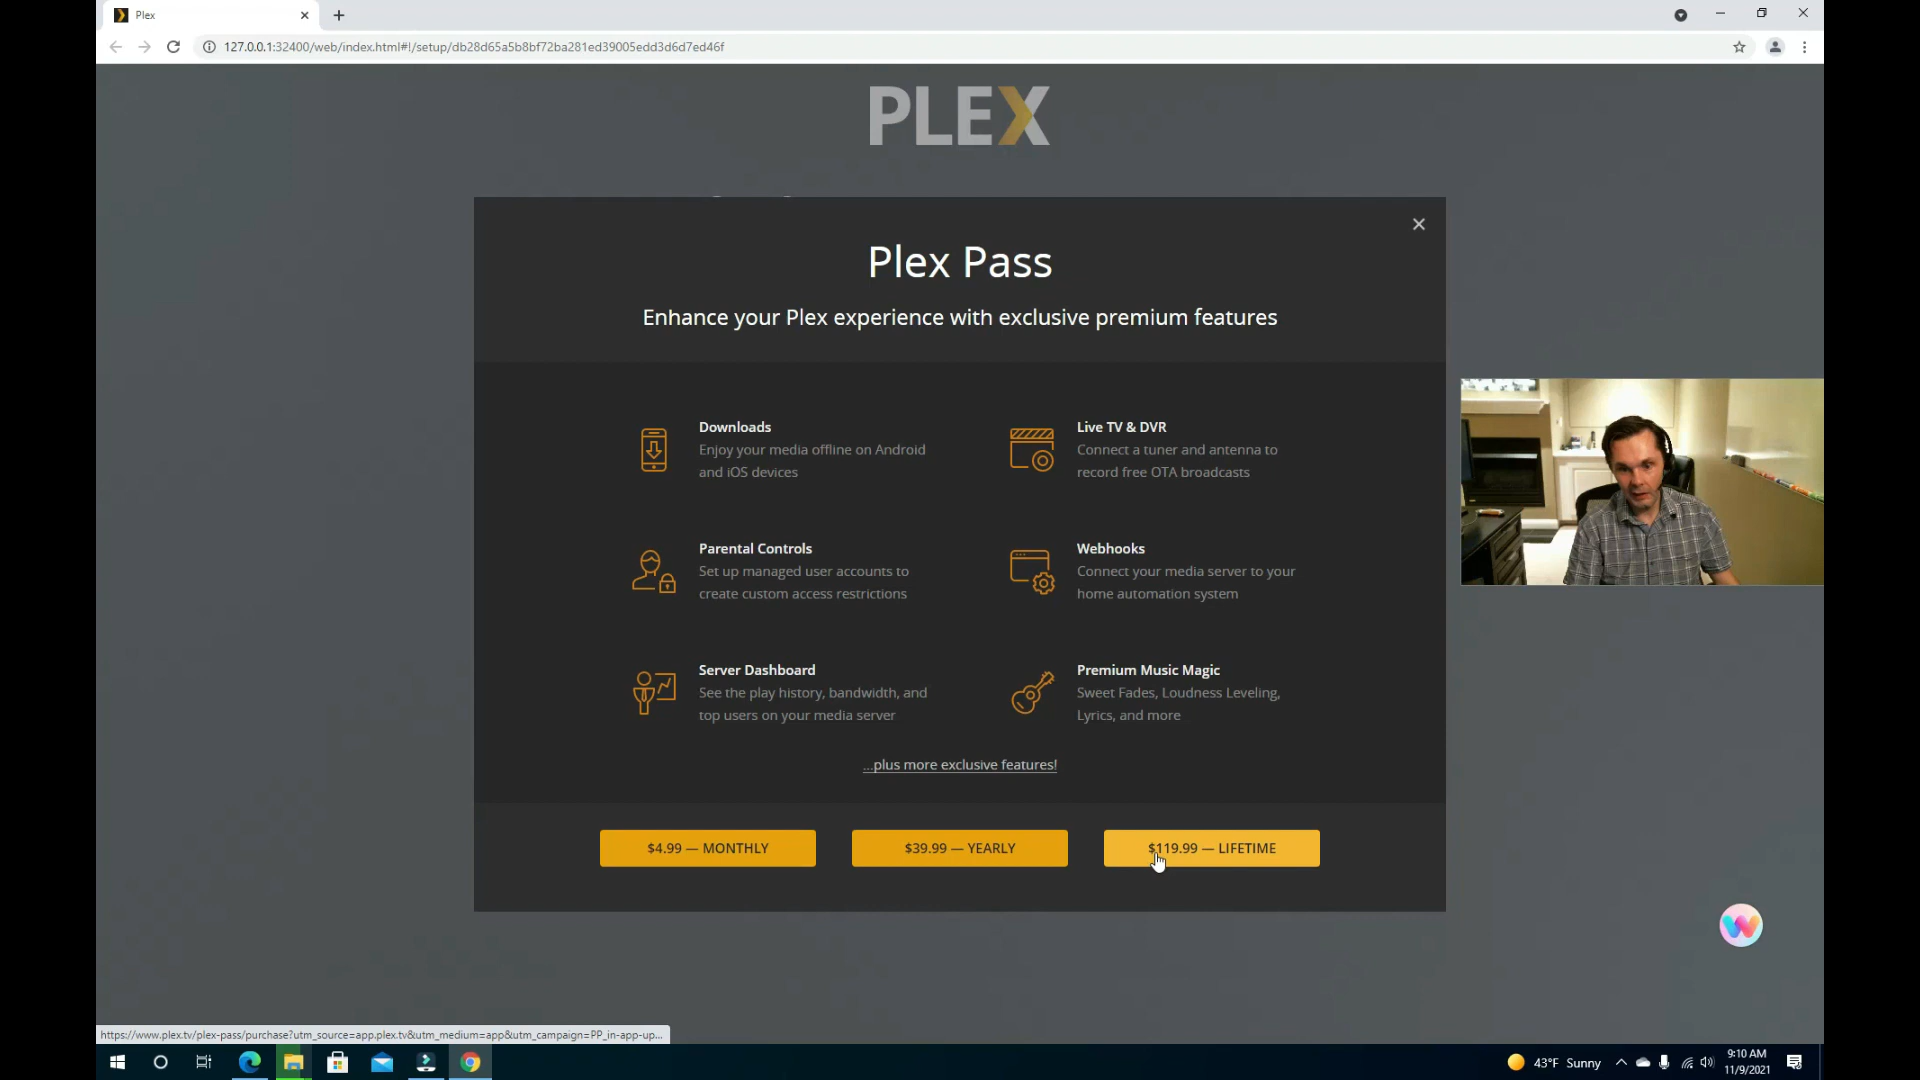 Plex
127.0.0.1:32400/web/index.html#!/setup/db28d65a5b8bf72ba281ed39005edd3d6d7ed46f
PLEX
Plex Pass
Enhance your Plex experience with exclusive premium features
Downloads
Enjoy your media offline on Android
and iOS devices
Live TV & DVR
Connect a tuner and antenna to
record free OTA broadcasts
Parental Controls
Set up managed user accounts to
create custom access restrictions
Webhooks
Connect your media server to your
home automation system
Server Dashboard
See the play history, bandwidth, and
top users on your media server
Premium Music Magic
Sweet Fades, Loudness Leveling,
Lyrics, and more
...plus more exclusive features!
$4.99 — MONTHLY
$39.99 — YEARLY
$119.99 — LIFETIME
https://www.plex.tv/plex-pass/purchase?utm_source=app.plex.tv&utm_medium=app&utm_campaign=PP_in-app-up...
43°F Sunny
9:10 AM
11/9/2021